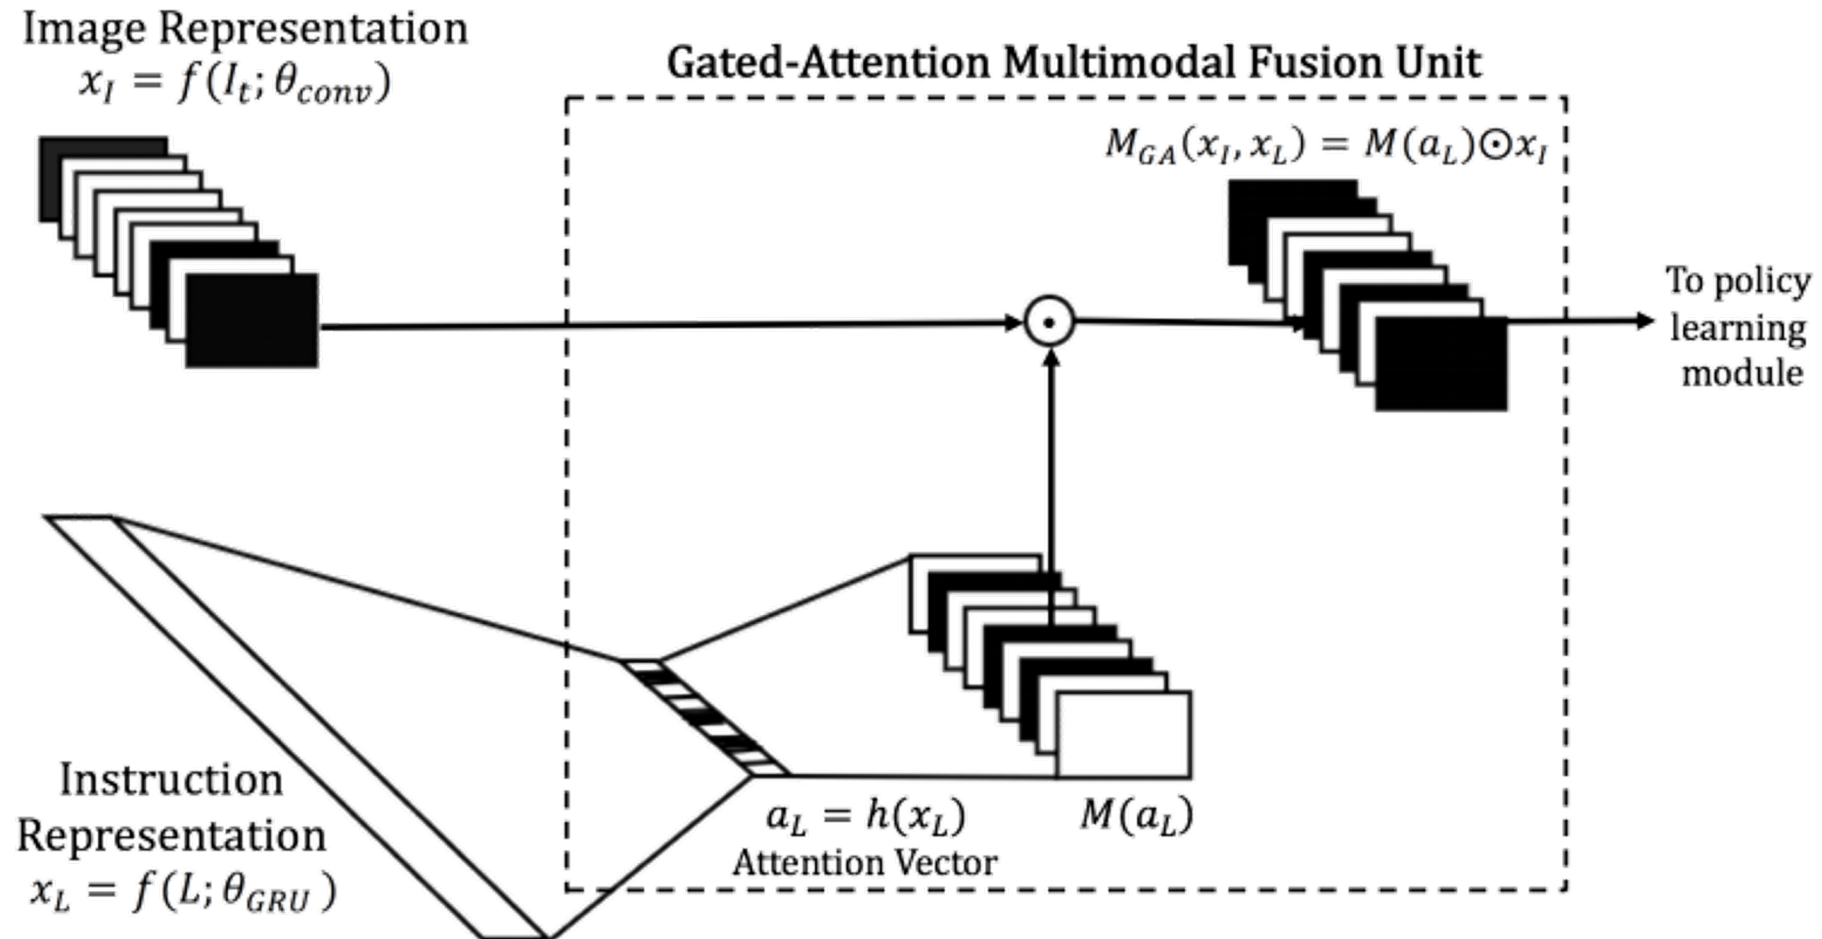 Image Representation
x_I = f(I_t; θ_conv)
Gated-Attention Multimodal Fusion Unit
M_GA(x_I, x_L) = M(a_L)⊙x_I
To policy
learning
module
Instruction
Representation
x_L = f(L; θ_GRU )
a_L = h(x_L)
Attention Vector
M(a_L)